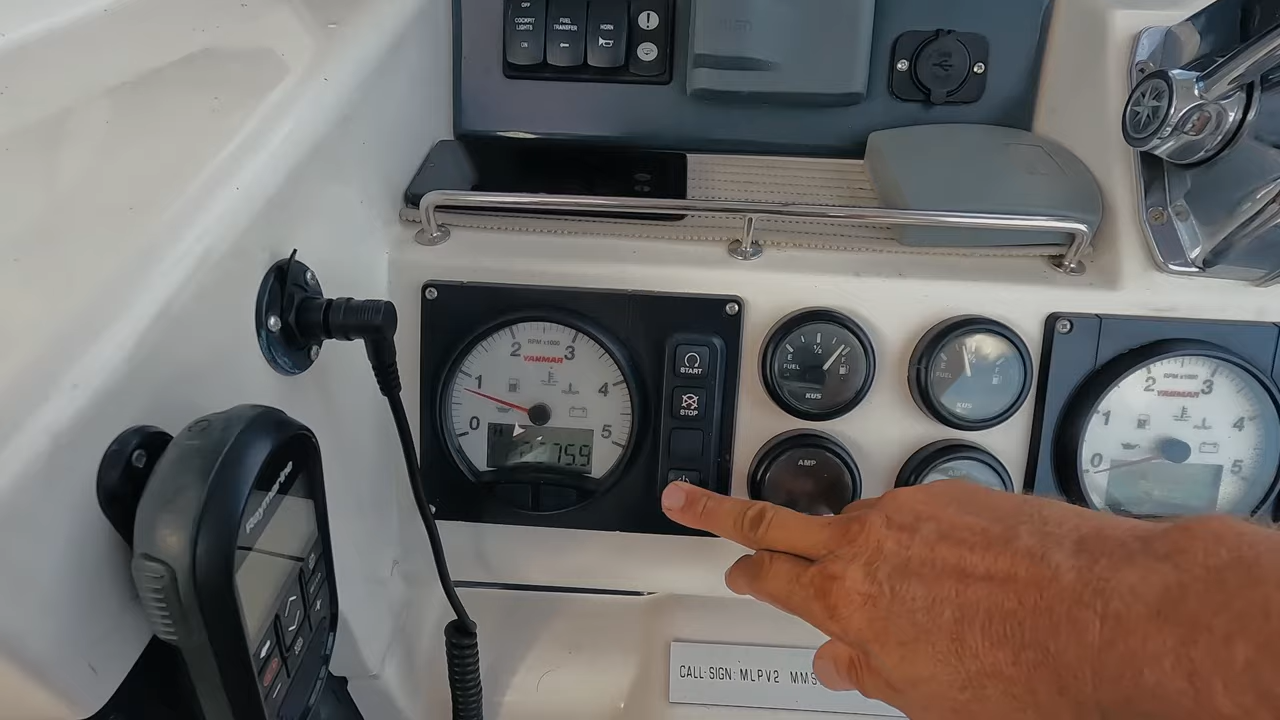 OFF
COCKPIT
LIGHTS
ON
FUEL
TRANSFER
HORN
RPM x1000
YANMAR
0 1 2 3 4 5
75.9
START
STOP
E 1/2
FUEL
KUS
E
FUEL
KUS
AMP
RPM x1000
YANMAR
0 1 2 3 4 5
Raymarine
CALL-SIGN: MLPV2 MMS